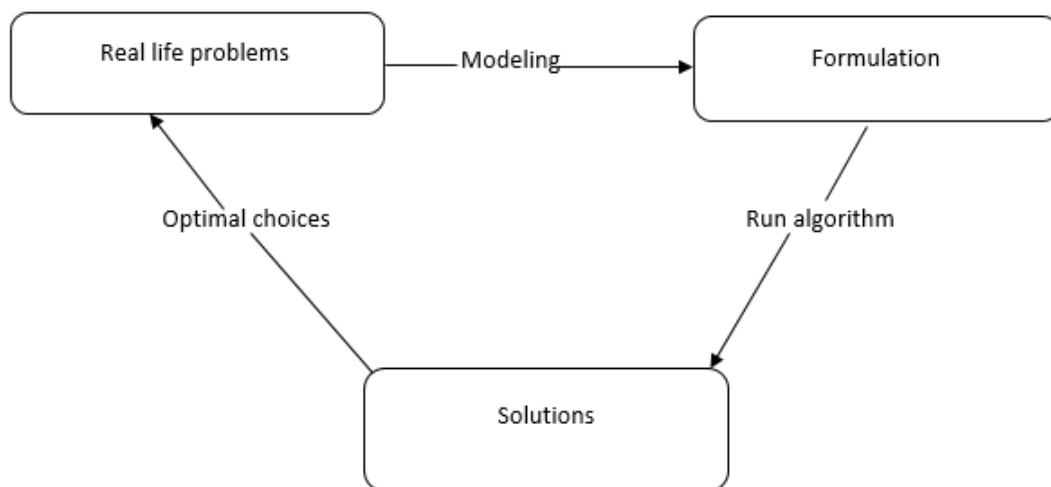 Real life problems
Modeling
Formulation
Optimal choices
Run algorithm
Solutions